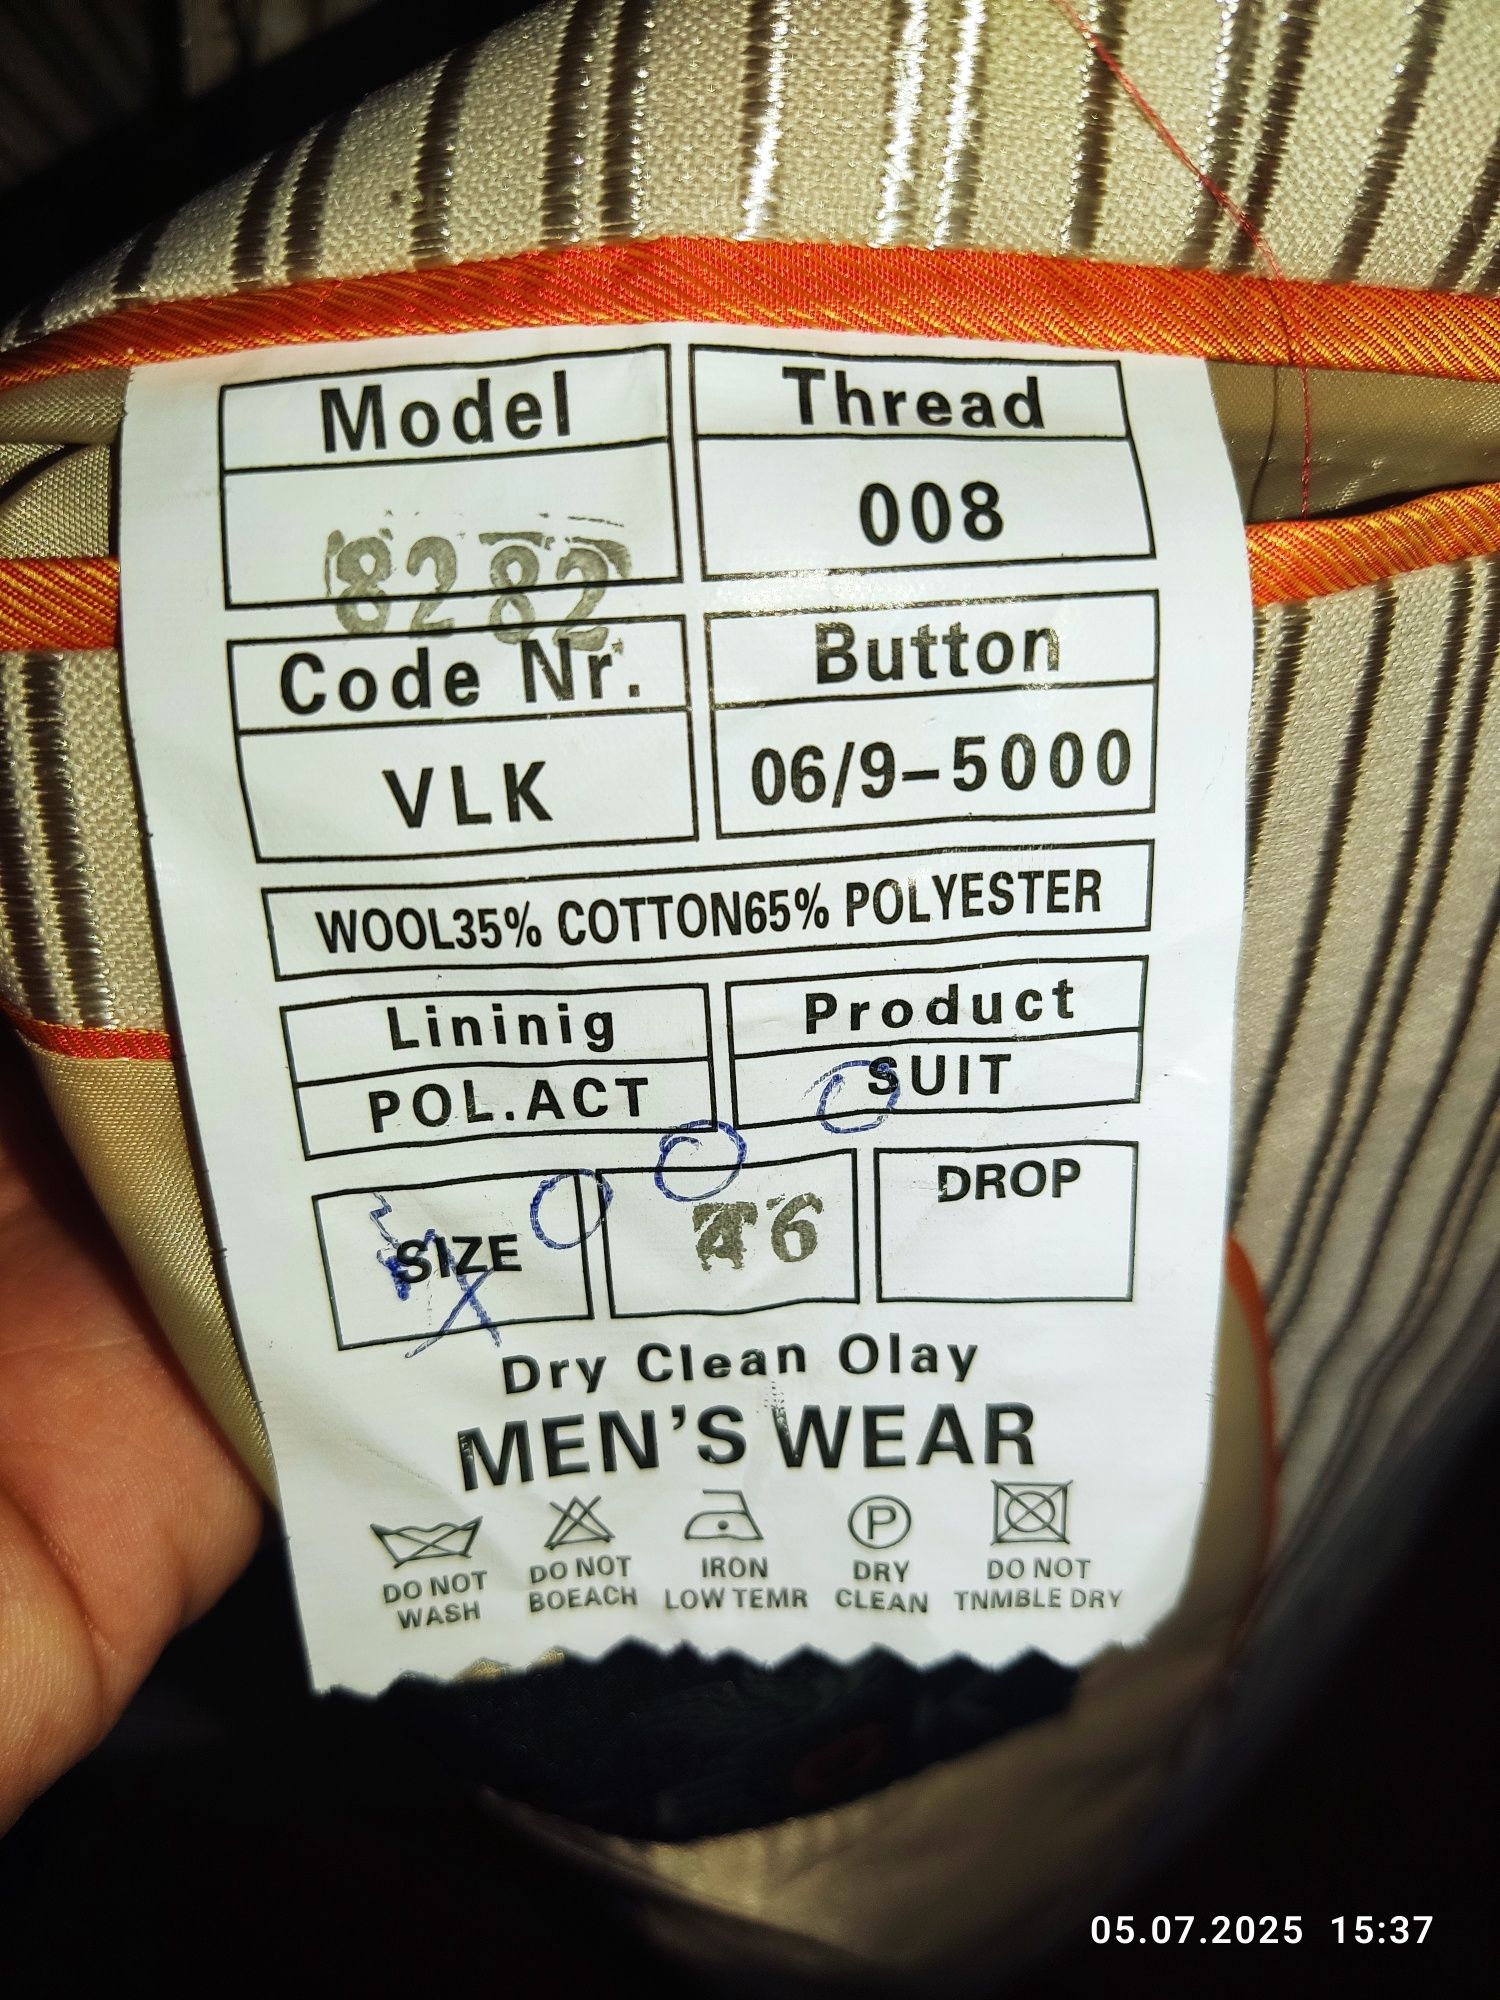 Model
Thread
8282
008
Code Nr.
Button
VLK
06/9-5000
WOOL35% COTTON65% POLYESTER
Lininig
Product
POL.ACT
SUIT
SIZE
46
DROP
Dry Clean Olay
MEN'S WEAR
DO NOT
WASH
DO NOT
BOEACH
IRON
LOW TEMR
P
DRY
CLEAN
DO NOT
TNMBLE DRY
05.07.2025 15:37